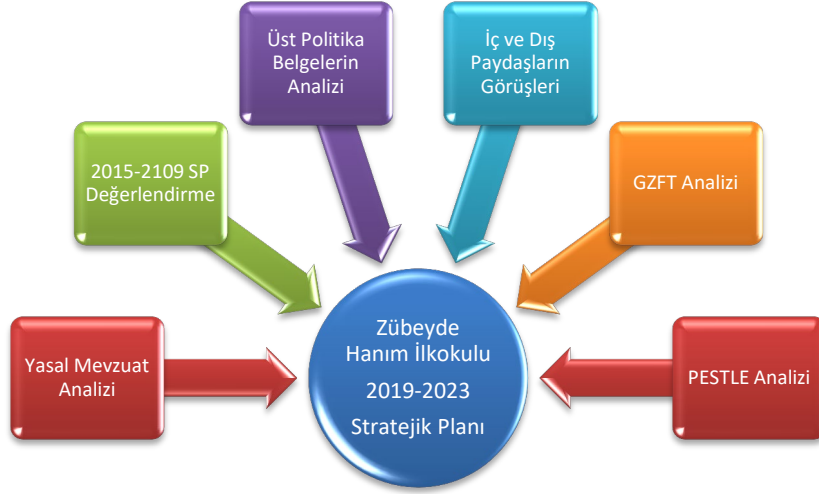 Üst Politika
Belgelerin
Analizi
İç ve Dış
Paydaşların
Görüşleri
2015-2109 SP
Değerlendirme
GZFT Analizi
Yasal Mevzuat
Analizi
Zübeyde
Hanım İlkokulu
2019-2023
Stratejik Planı
PESTLE Analizi